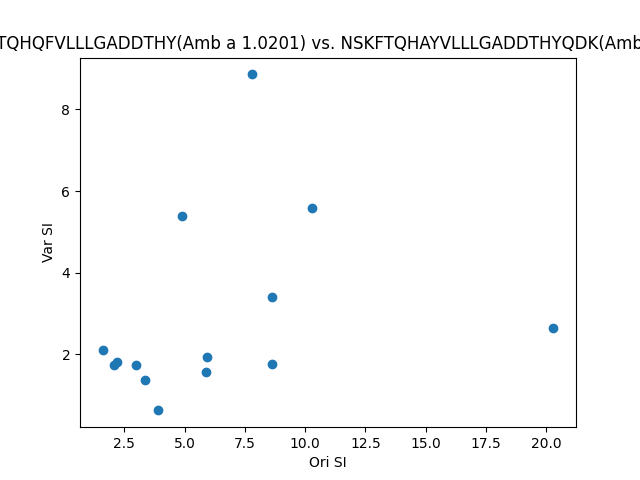 TQHQFVLLLGADDTHY(Amb a 1.0201) vs. NSKFTQHAYVLLLGADDTHYQDK(Amb
8
6
4
2
Var SI
2.5 5.0 7.5 10.0 12.5 15.0 17.5 20.0
Ori SI